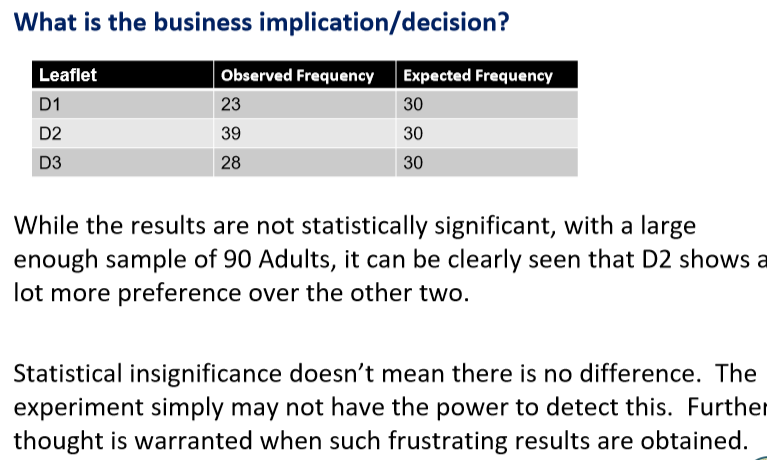 What is the business implication/decision?
Leaflet Observed Frequency Expected Frequency
D1 23 30
D2 39 30
D3 28 30
While the results are not statistically significant, with a large
enough sample of 90 Adults, it can be clearly seen that D2 shows a
lot more preference over the other two.
Statistical insignificance doesn’t mean there is no difference. The
experiment simply may not have the power to detect this. Further
thought is warranted when such frustrating results are obtained.